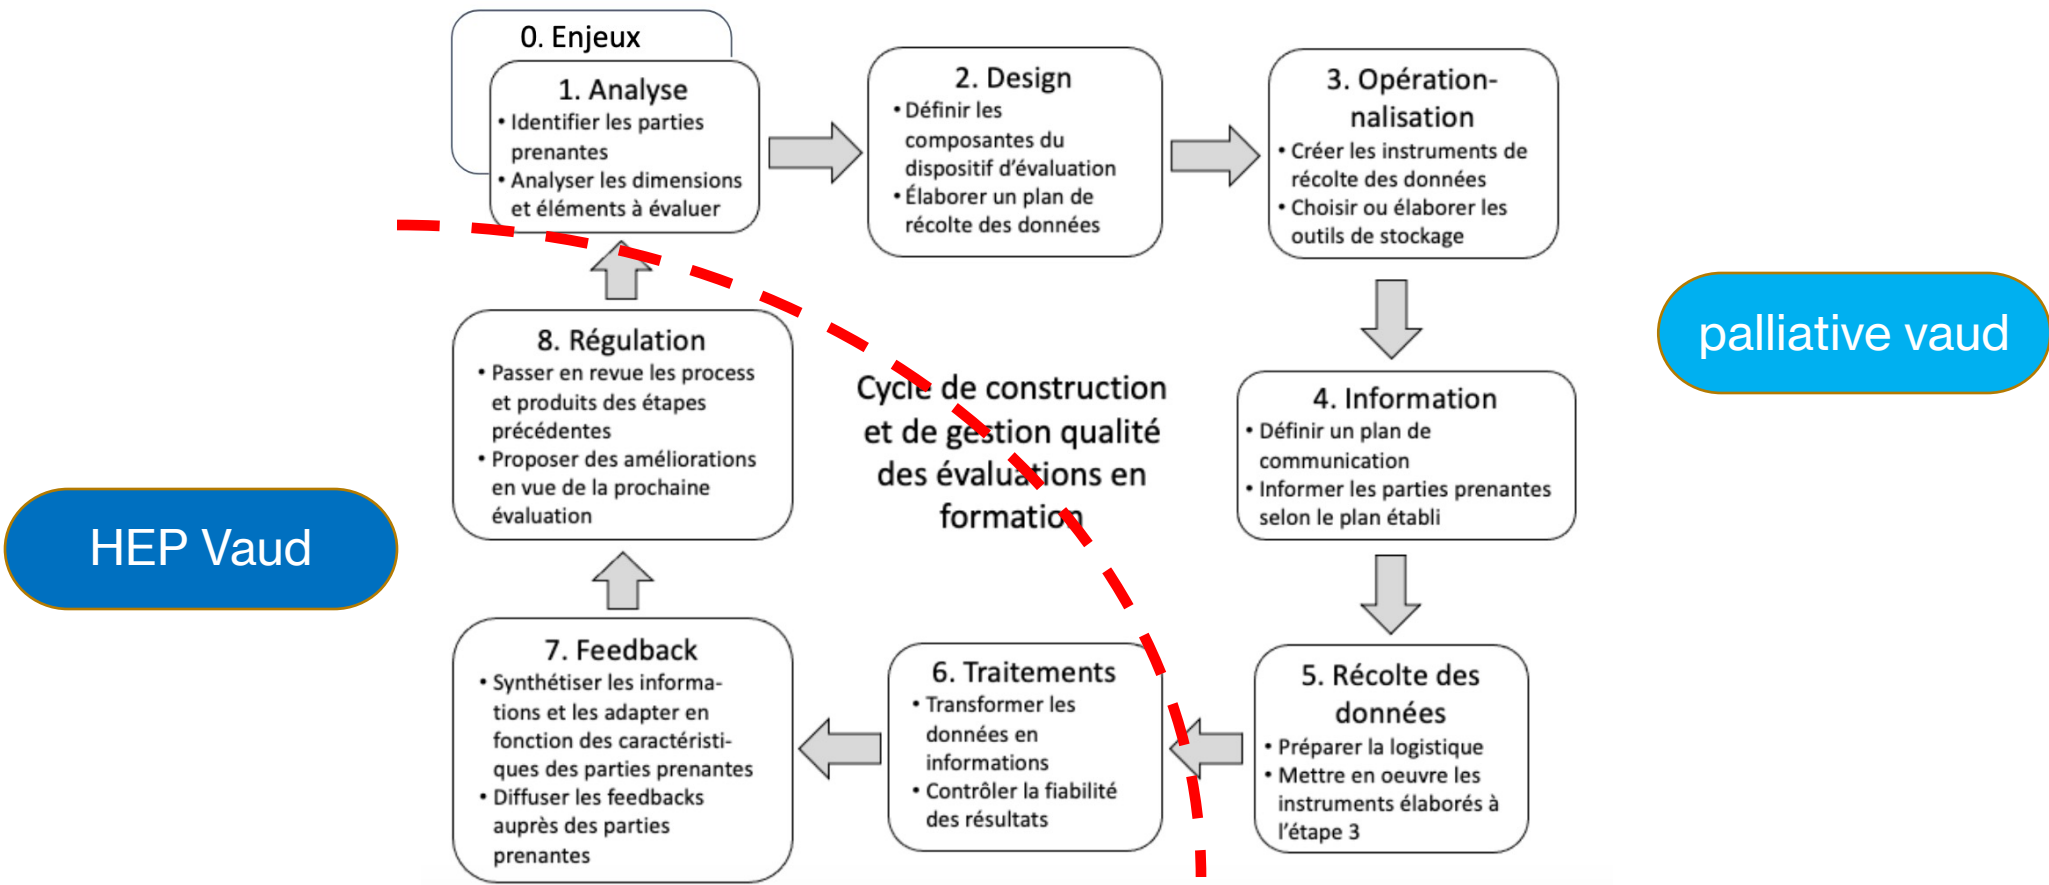 0. Enjeux
1. Analyse
• Identifier les parties
prenantes
• Analyser les dimensions
et éléments à évaluer
2. Design
• Définir les
composantes du
dispositif d'évaluation
• Élaborer un plan de
récolte des données
3. Opération-
nalisation
• Créer les instruments de
récolte des données
• Choisir ou élaborer les
outils de stockage
palliative vaud
4. Information
• Définir un plan de
communication
• Informer les parties prenantes
selon le plan établi
5. Récolte des
données
• Préparer la logistique
• Mettre en oeuvre les
instruments élaborés à
l'étape 3
6. Traitements
• Transformer les
données en
informations
• Contrôler la fiabilité
des résultats
7. Feedback
• Synthétiser les informa-
tions et les adapter en
fonction des caractéristi-
ques des parties prenantes
• Diffuser les feedbacks
auprès des parties
prenantes
8. Régulation
• Passer en revue les process
et produits des étapes
précédentes
• Proposer des améliorations
en vue de la prochaine
évaluation
Cycle de construction
et de gestion qualité
des évaluations en
formation
HEP Vaud